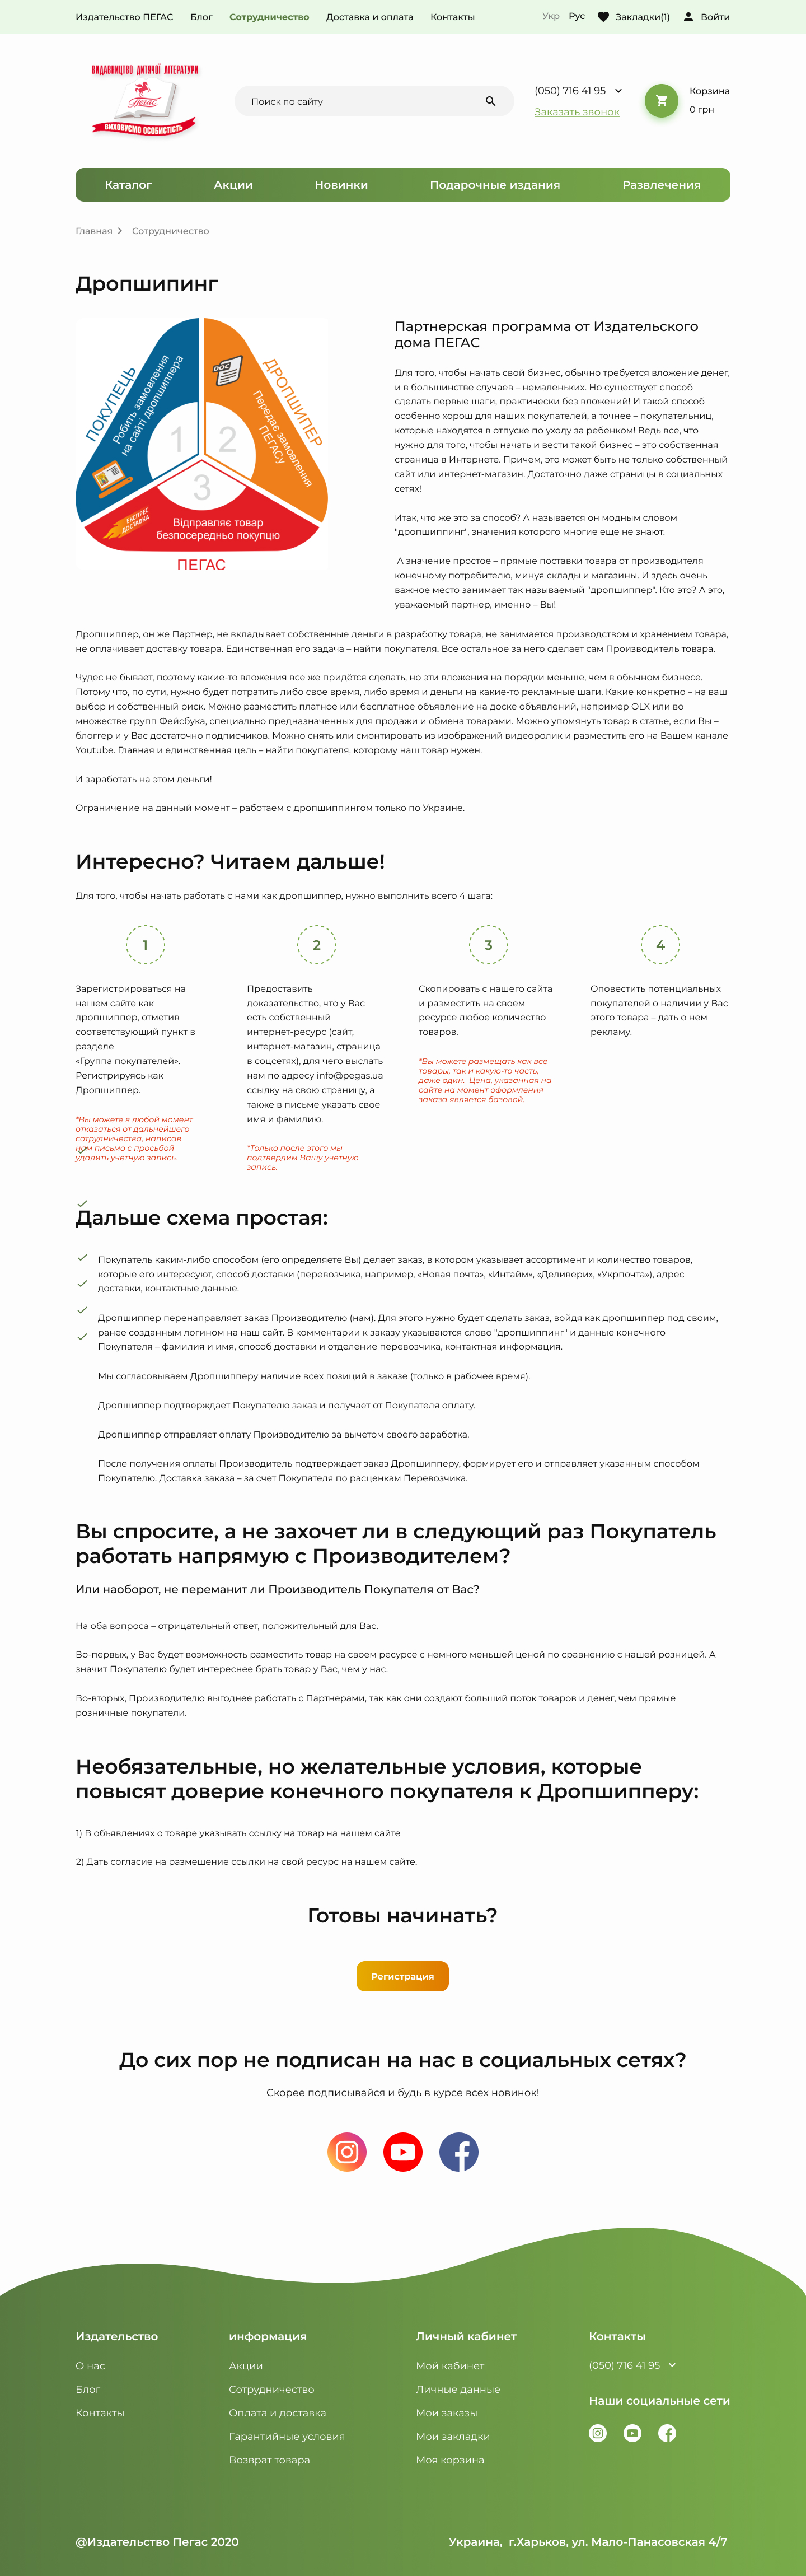 Издательство ПЕГАС Блог Сотрудничество Доставка и оплата Контакты Укр Рус Закладки(1) Войти
ВИДАВНИЦТВО ДИТЯЧОЇ ЛІТЕРАТУРИ
Пегас
ВИХОВУЄМО ОСОБИСТІСТЬ
Поиск по сайту
(050) 716 41 95
Заказать звонок
Корзина
0 грн
Каталог Акции Новинки Подарочные издания Развлечения
Главная Сотрудничество
Дропшипинг
ПОКУПЕЦЬ
Робить замовлення
на сайті дропшиппера
1
DOC
ДРОПШИПЕР
Передає замовлення
ПЕГАСу
2
3
ЕКСПРЕС
ДОСТАВКА
Відправляє товар
безпосередньо покупцю
ПЕГАС
Партнерская программа от Издательского
дома ПЕГАС
Для того, чтобы начать свой бизнес, обычно требуется вложение денег,
и в большинстве случаев – немаленьких. Но существует способ
сделать первые шаги, практически без вложений! И такой способ
особенно хорош для наших покупателей, а точнее – покупательниц,
которые находятся в отпуске по уходу за ребенком! Ведь все, что
нужно для того, чтобы начать и вести такой бизнес – это собственная
страница в Интернете. Причем, это может быть не только собственный
сайт или интернет-магазин. Достаточно даже страницы в социальных
сетях!
Итак, что же это за способ? А называется он модным словом
"дропшиппинг", значения которого многие еще не знают.
А значение простое – прямые поставки товара от производителя
конечному потребителю, минуя склады и магазины. И здесь очень
важное место занимает так называемый "дропшиппер". Кто это? А это,
уважаемый партнер, именно – Вы!
Дропшиппер, он же Партнер, не вкладывает собственные деньги в разработку товара, не занимается производством и хранением товара,
не оплачивает доставку товара. Единственная его задача – найти покупателя. Все остальное за него сделает сам Производитель товара.
Чудес не бывает, поэтому какие-то вложения все же придётся сделать, но эти вложения на порядки меньше, чем в обычном бизнесе.
Потому что, по сути, нужно будет потратить либо свое время, либо время и деньги на какие-то рекламные шаги. Какие конкретно – на ваш
выбор и собственный риск. Можно разместить платное или бесплатное объявление на доске объявлений, например OLX или во
множестве групп Фейсбука, специально предназначенных для продажи и обмена товарами. Можно упомянуть товар в статье, если Вы –
блоггер и у Вас достаточно подписчиков. Можно снять или смонтировать из изображений видеоролик и разместить его на Вашем канале
Youtube. Главная и единственная цель – найти покупателя, которому наш товар нужен.
И заработать на этом деньги!
Ограничение на данный момент – работаем с дропшиппингом только по Украине.
Интересно? Читаем дальше!
Для того, чтобы начать работать с нами как дропшиппер, нужно выполнить всего 4 шага:
1
Зарегистрироваться на
нашем сайте как
дропшиппер, отметив
соответствующий пункт в
разделе
«Группа покупателей».
Регистрируясь как
Дропшиппер.
*Вы можете в любой момент
отказаться от дальнейшего
сотрудничества, написав
нам письмо с просьбой
удалить учетную запись.
2
Предоставить
доказательство, что у Вас
есть собственный
интернет-ресурс (сайт,
интернет-магазин, страница
в соцсетях), для чего выслать
нам по адресу info@pegas.ua
ссылку на свою страницу, а
также в письме указать свое
имя и фамилию.
*Только после этого мы
подтвердим Вашу учетную
запись.
3
Скопировать с нашего сайта
и разместить на своем
ресурсе любое количество
товаров.
*Вы можете размещать как все
товары, так и какую-то часть,
даже один. Цена, указанная на
сайте на момент оформления
заказа является базовой.
4
Оповестить потенциальных
покупателей о наличии у Вас
этого товара – дать о нем
рекламу.
Дальше схема простая:
Покупатель каким-либо способом (его определяете Вы) делает заказ, в котором указывает ассортимент и количество товаров,
которые его интересуют, способ доставки (перевозчика, например, «Новая почта», «Интайм», «Деливери», «Укрпочта»), адрес
доставки, контактные данные.
Дропшиппер перенаправляет заказ Производителю (нам). Для этого нужно будет сделать заказ, войдя как дропшиппер под своим,
ранее созданным логином на наш сайт. В комментарии к заказу указываются слово "дропшиппинг" и данные конечного
Покупателя – фамилия и имя, способ доставки и отделение перевозчика, контактная информация.
Мы согласовываем Дропшипперу наличие всех позиций в заказе (только в рабочее время).
Дропшиппер подтверждает Покупателю заказ и получает от Покупателя оплату.
Дропшиппер отправляет оплату Производителю за вычетом своего заработка.
После получения оплаты Производитель подтверждает заказ Дропшипперу, формирует его и отправляет указанным способом
Покупателю. Доставка заказа – за счет Покупателя по расценкам Перевозчика.
Вы спросите, а не захочет ли в следующий раз Покупатель
работать напрямую с Производителем?
Или наоборот, не переманит ли Производитель Покупателя от Вас?
На оба вопроса – отрицательный ответ, положительный для Вас.
Во-первых, у Вас будет возможность разместить товар на своем ресурсе с немного меньшей ценой по сравнению с нашей розницей. А
значит Покупателю будет интереснее брать товар у Вас, чем у нас.
Во-вторых, Производителю выгоднее работать с Партнерами, так как они создают больший поток товаров и денег, чем прямые
розничные покупатели.
Необязательные, но желательные условия, которые
повысят доверие конечного покупателя к Дропшипперу:
1) В объявлениях о товаре указывать ссылку на товар на нашем сайте
2) Дать согласие на размещение ссылки на свой ресурс на нашем сайте.
Готовы начинать?
Регистрация
До сих пор не подписан на нас в социальных сетях?
Скорее подписывайся и будь в курсе всех новинок!
Издательство
О нас
Блог
Контакты
информация
Акции
Сотрудничество
Оплата и доставка
Гарантийные условия
Возврат товара
Личный кабинет
Мой кабинет
Личные данные
Мои заказы
Мои закладки
Моя корзина
Контакты
(050) 716 41 95
Наши социальные сети
@Издательство Пегас 2020
Украина, г.Харьков, ул. Мало-Панасовская 4/7